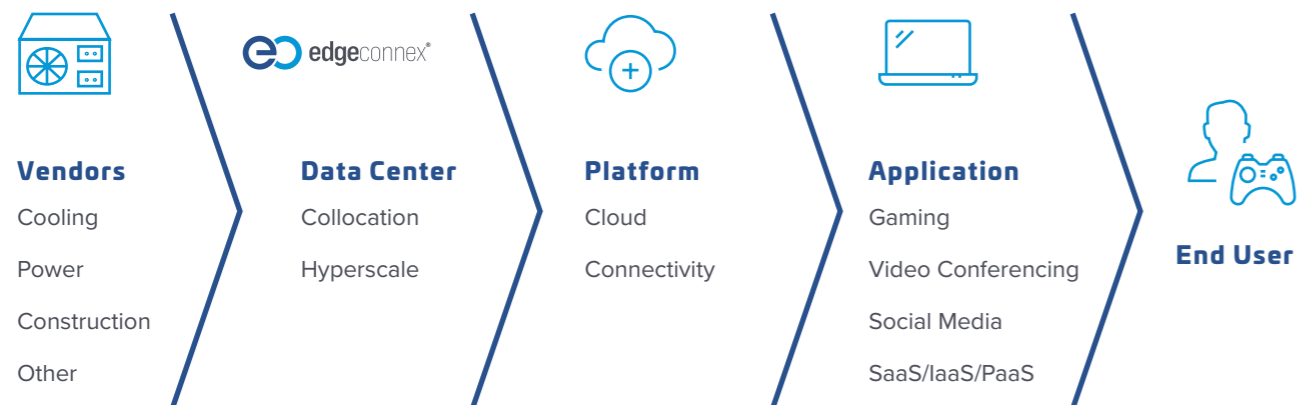 edgeconnex®
Vendors
Cooling
Power
Construction
Other
Data Center
Collocation
Hyperscale
Platform
Cloud
Connectivity
Application
Gaming
Video Conferencing
Social Media
SaaS/IaaS/PaaS
End User